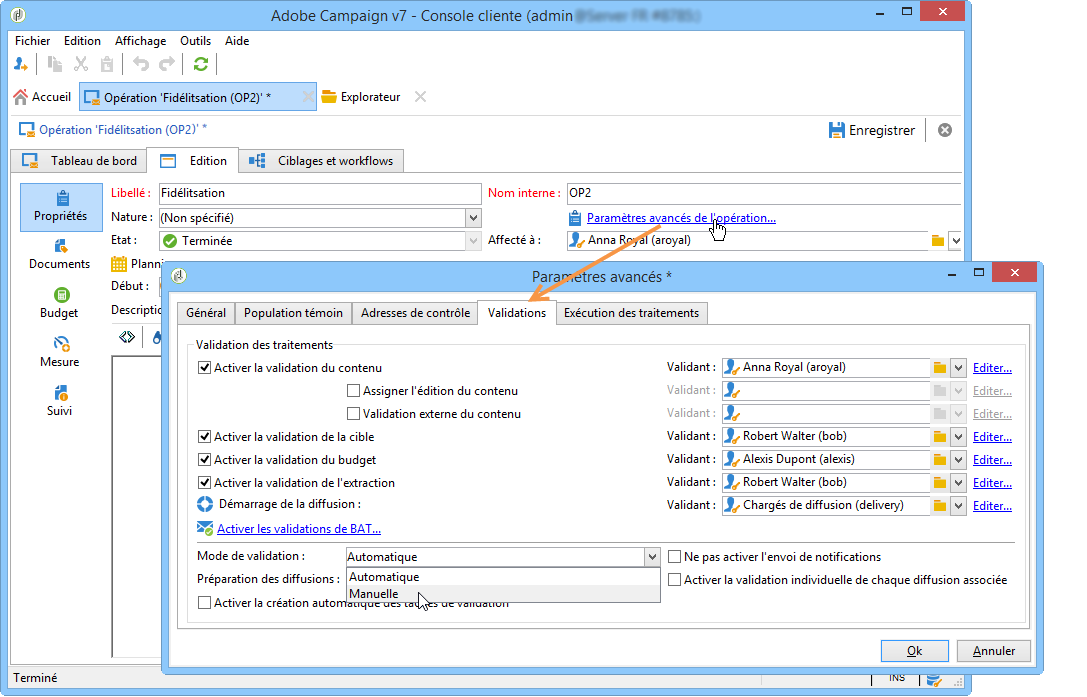 Adobe Campaign v7 - Console cliente (admin
Fichier Edition Affichage Outils Aide
Accueil Opération 'Fidélitsation (OP2)' * Explorateur
Opération 'Fidélitsation (OP2)' * Enregistrer
Tableau de bord Edition Ciblages et workflows
Propriétés
Documents
Budget
Mesure
Suivi
Libellé : Fidélitsation Nom interne : OP2
Nature : (Non spécifié) Paramètres avancés de l'opération...
Etat : Terminée Affecté à : Anna Royal (aroyal)
Début :
Paramètres avancés *
Général Population témoin Adresses de contrôle Validations Exécution des traitements
Validation des traitements
Activer la validation du contenu Validant : Anna Royal (aroyal) Editer...
Assigner l'édition du contenu Validant : Editer...
Validation externe du contenu Validant : Editer...
Activer la validation de la cible Validant : Robert Walter (bob) Editer...
Activer la validation du budget Validant : Alexis Dupont (alexis) Editer...
Activer la validation de l'extraction Validant : Robert Walter (bob) Editer...
Démarrage de la diffusion : Validant : Chargés de diffusion (delivery) Editer...
Activer les validations de BAT...
Mode de validation : Automatique Ne pas activer l'envoi de notifications
Préparation des diffusions : Automatique Activer la validation individuelle de chaque diffusion associée
Manuelle
Activer la création automatique des tâches de validation
Ok Annuler
Terminé INS